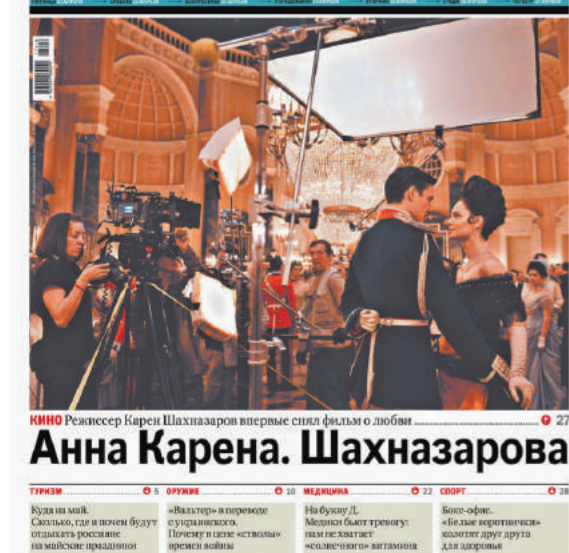 КИНО Режиссер Карен Шахназаров впервые снял фильм о любви 27
Анна Карена. Шахназарова
ТУРИЗМ 5
Куда на май.
Сколько, где и почем будут
отдыхать россияне
на майские праздники
ОРУЖИЕ 10
«Вальтер» в переводе
с украинского.
Почему в цене «стволы»
времен войны
МЕДИЦИНА 22
На букву Д.
Медики бьют тревогу:
нам не хватает
«солнечного» витамина
СПОРТ 28
Бокс-офис.
«Белые воротнички»
колотят друг друга
для здоровья